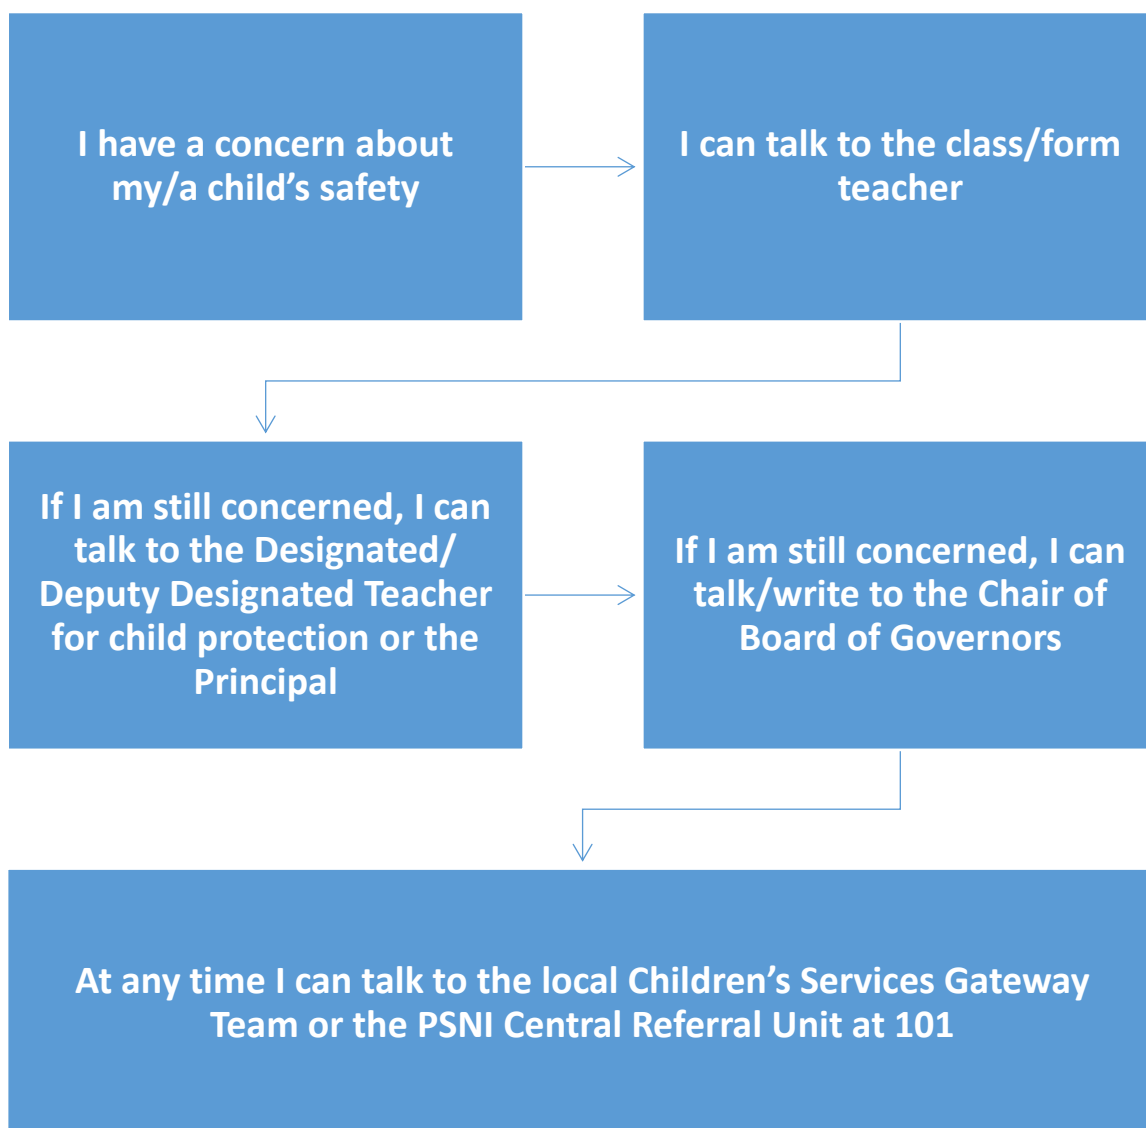 I have a concern about
my/a child’s safety
I can talk to the class/form
teacher
If I am still concerned, I can
talk to the Designated/
Deputy Designated Teacher
for child protection or the
Principal
If I am still concerned, I can
talk/write to the Chair of
Board of Governors
At any time I can talk to the local Children’s Services Gateway
Team or the PSNI Central Referral Unit at 101